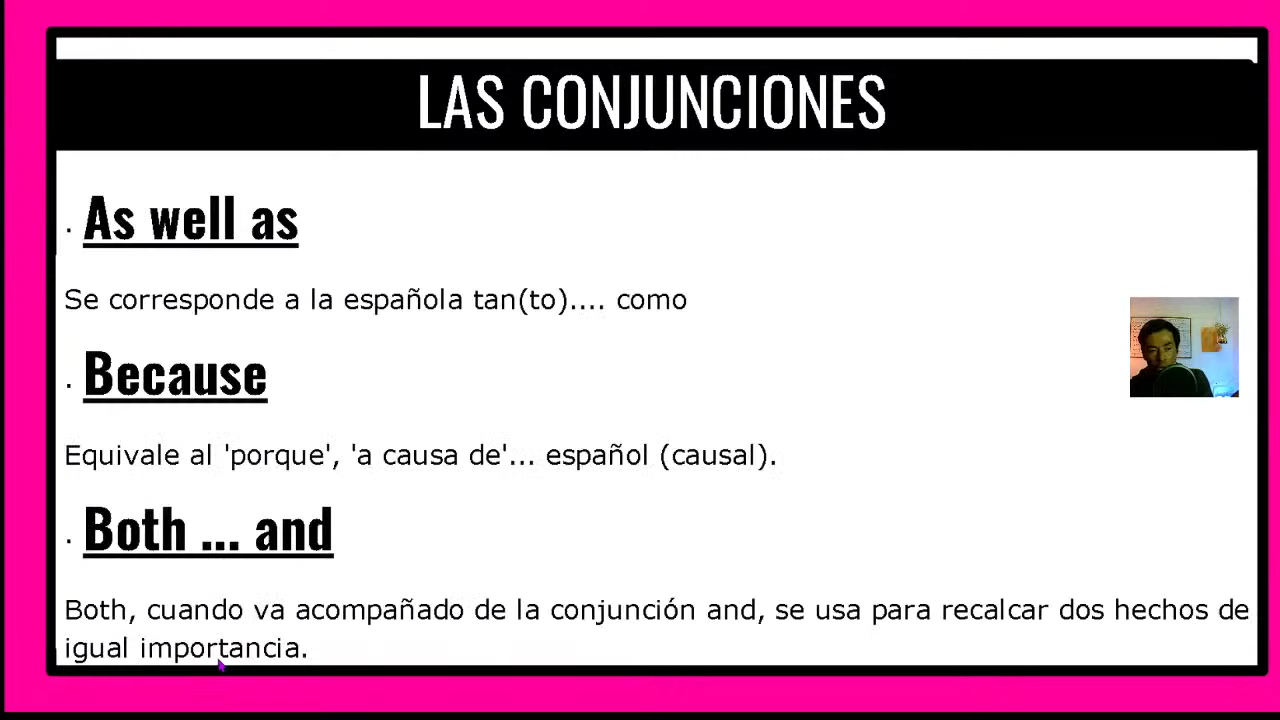 LAS CONJUNCIONES
· As well as
Se corresponde a la española tan(to).... como
· Because
Equivale al 'porque', 'a causa de'... español (causal).
· Both ... and
Both, cuando va acompañado de la conjunción and, se usa para recalcar dos hechos de
igual importancia.